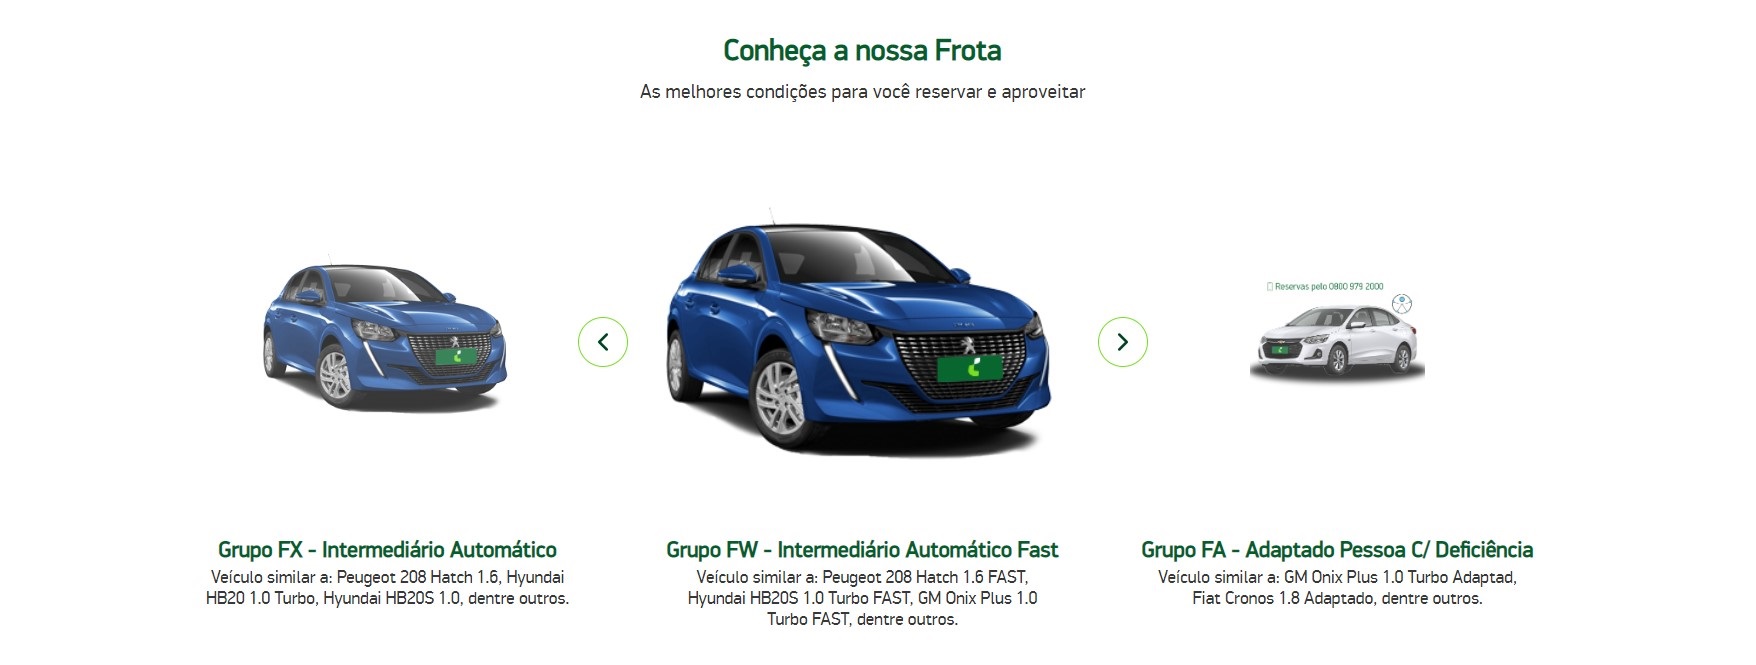 Conheça a nossa Frota
As melhores condições para você reservar e aproveitar
Reservas pelo 0800 979 2000
Grupo FX - Intermediário Automático
Veículo similar a: Peugeot 208 Hatch 1.6, Hyundai
HB20 1.0 Turbo, Hyundai HB20S 1.0, dentre outros.
Grupo FW - Intermediário Automático Fast
Veículo similar a: Peugeot 208 Hatch 1.6 FAST,
Hyundai HB20S 1.0 Turbo FAST, GM Onix Plus 1.0
Turbo FAST, dentre outros.
Grupo FA - Adaptado Pessoa C/ Deficiência
Veículo similar a: GM Onix Plus 1.0 Turbo Adaptad,
Fiat Cronos 1.8 Adaptado, dentre outros.